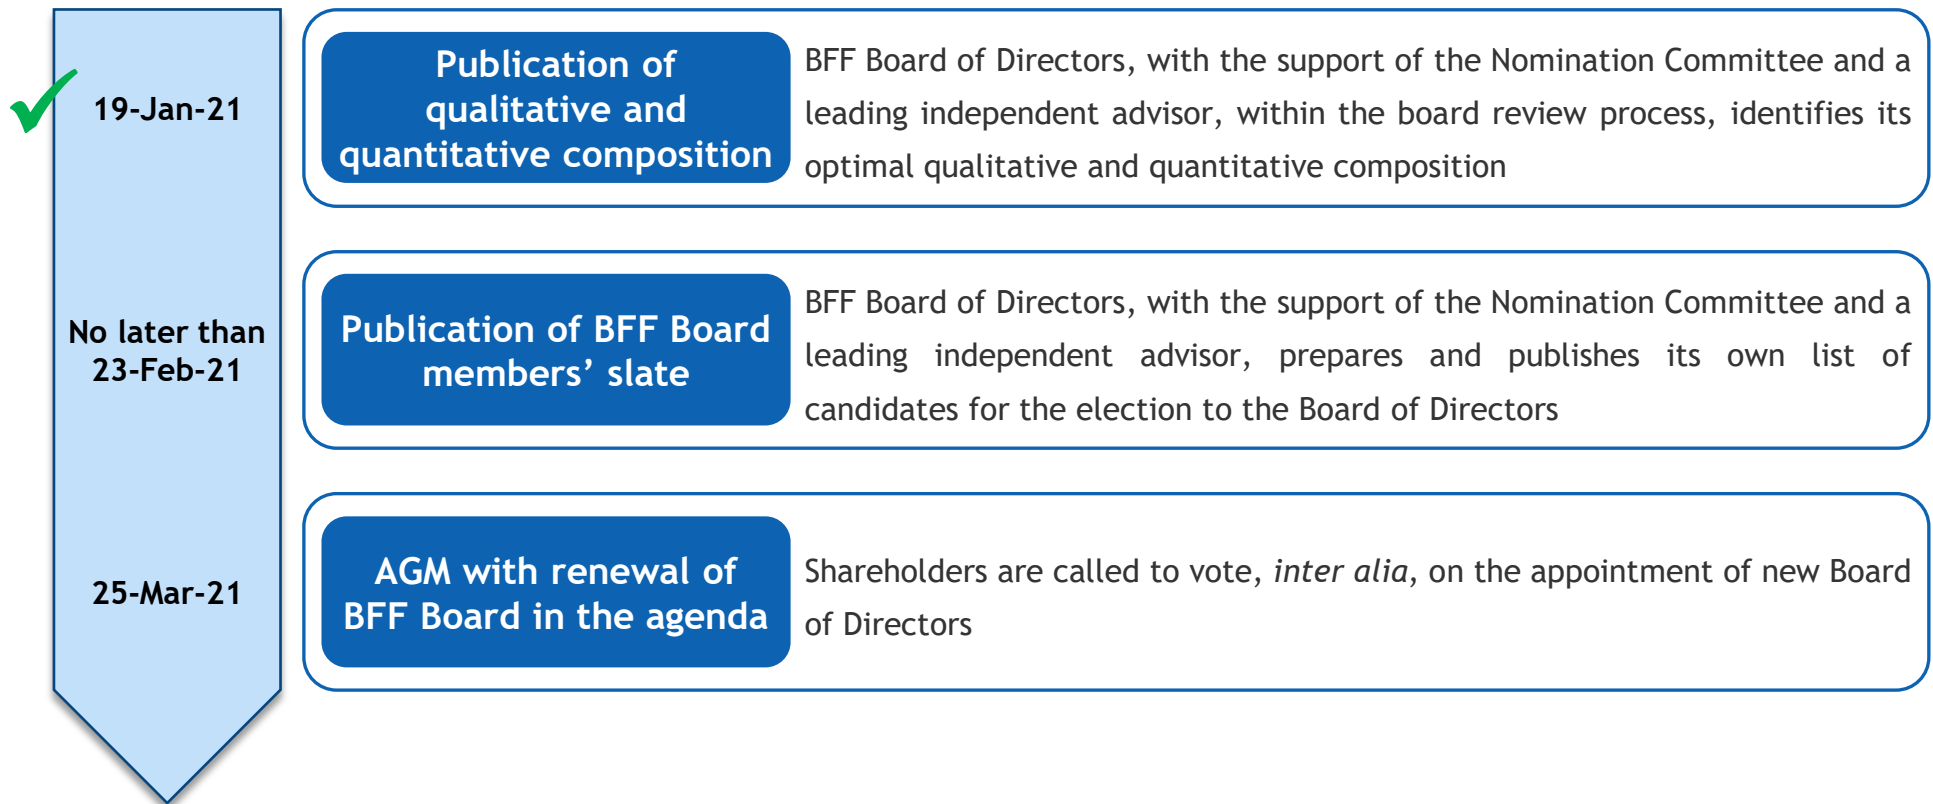 19-Jan-21
Publication of
qualitative and
quantitative composition
BFF Board of Directors, with the support of the Nomination Committee and a
leading independent advisor, within the board review process, identifies its
optimal qualitative and quantitative composition
No later than
23-Feb-21
Publication of BFF Board
members’ slate
BFF Board of Directors, with the support of the Nomination Committee and a
leading independent advisor, prepares and publishes its own list of
candidates for the election to the Board of Directors
25-Mar-21
AGM with renewal of
BFF Board in the agenda
Shareholders are called to vote, inter alia, on the appointment of new Board
of Directors